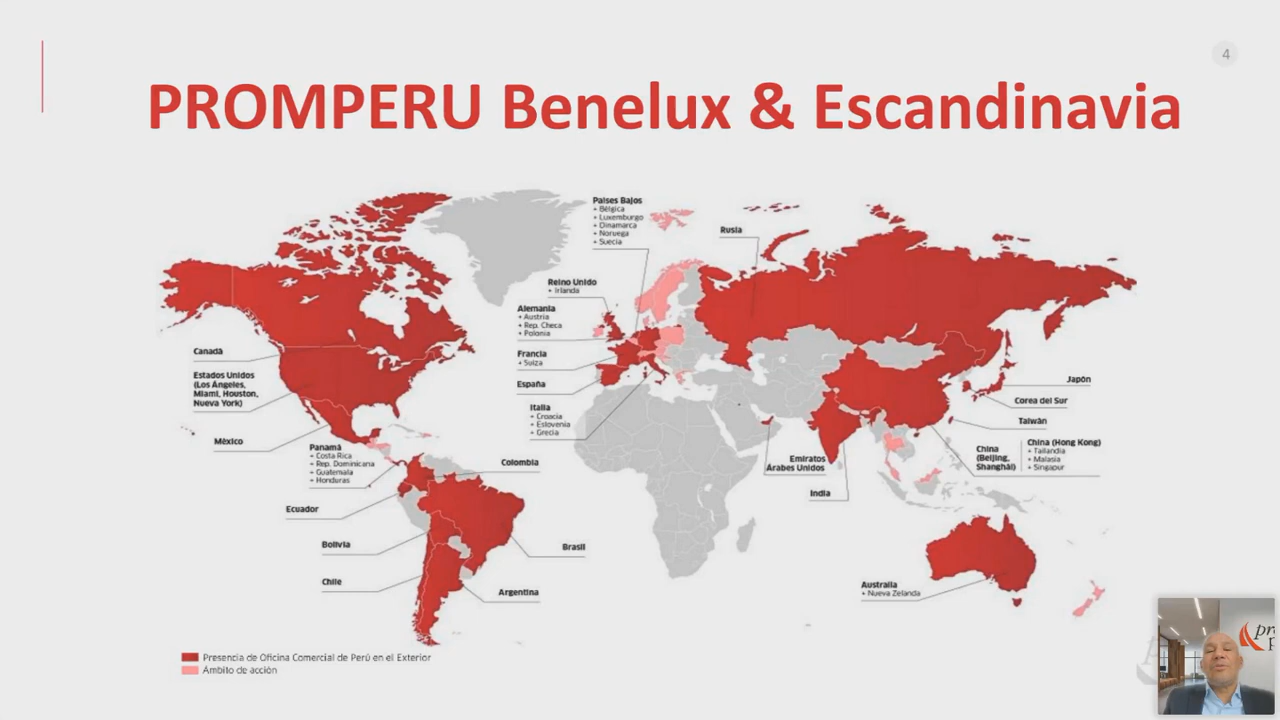 4
PROMPERU Benelux & Escandinavia
Países Bajos
+ Bélgica
+ Luxemburgo
+ Dinamarca
+ Noruega
+ Suecia
Rusia
Reino Unido
+ Irlanda
Alemania
+ Austria
+ Rep. Checa
+ Polonia
Francia
+ Suiza
España
Italia
+ Croacia
+ Eslovenia
+ Grecia
Canadá
Estados Unidos
(Los Ángeles,
Miami, Houston,
Nueva York)
México
Panamá
+ Costa Rica
+ Rep. Dominicana
+ Guatemala
+ Honduras
Colombia
Ecuador
Bolivia
Brasil
Chile
Argentina
Emiratos
Árabes Unidos
India
Japón
Corea del Sur
Taiwán
China
(Beijing,
Shanghái)
China (Hong Kong)
+ Tailandia
+ Malasia
+ Singapur
Australia
+ Nueva Zelanda
Presencia de Oficina Comercial de Perú en el Exterior
Ámbito de acción